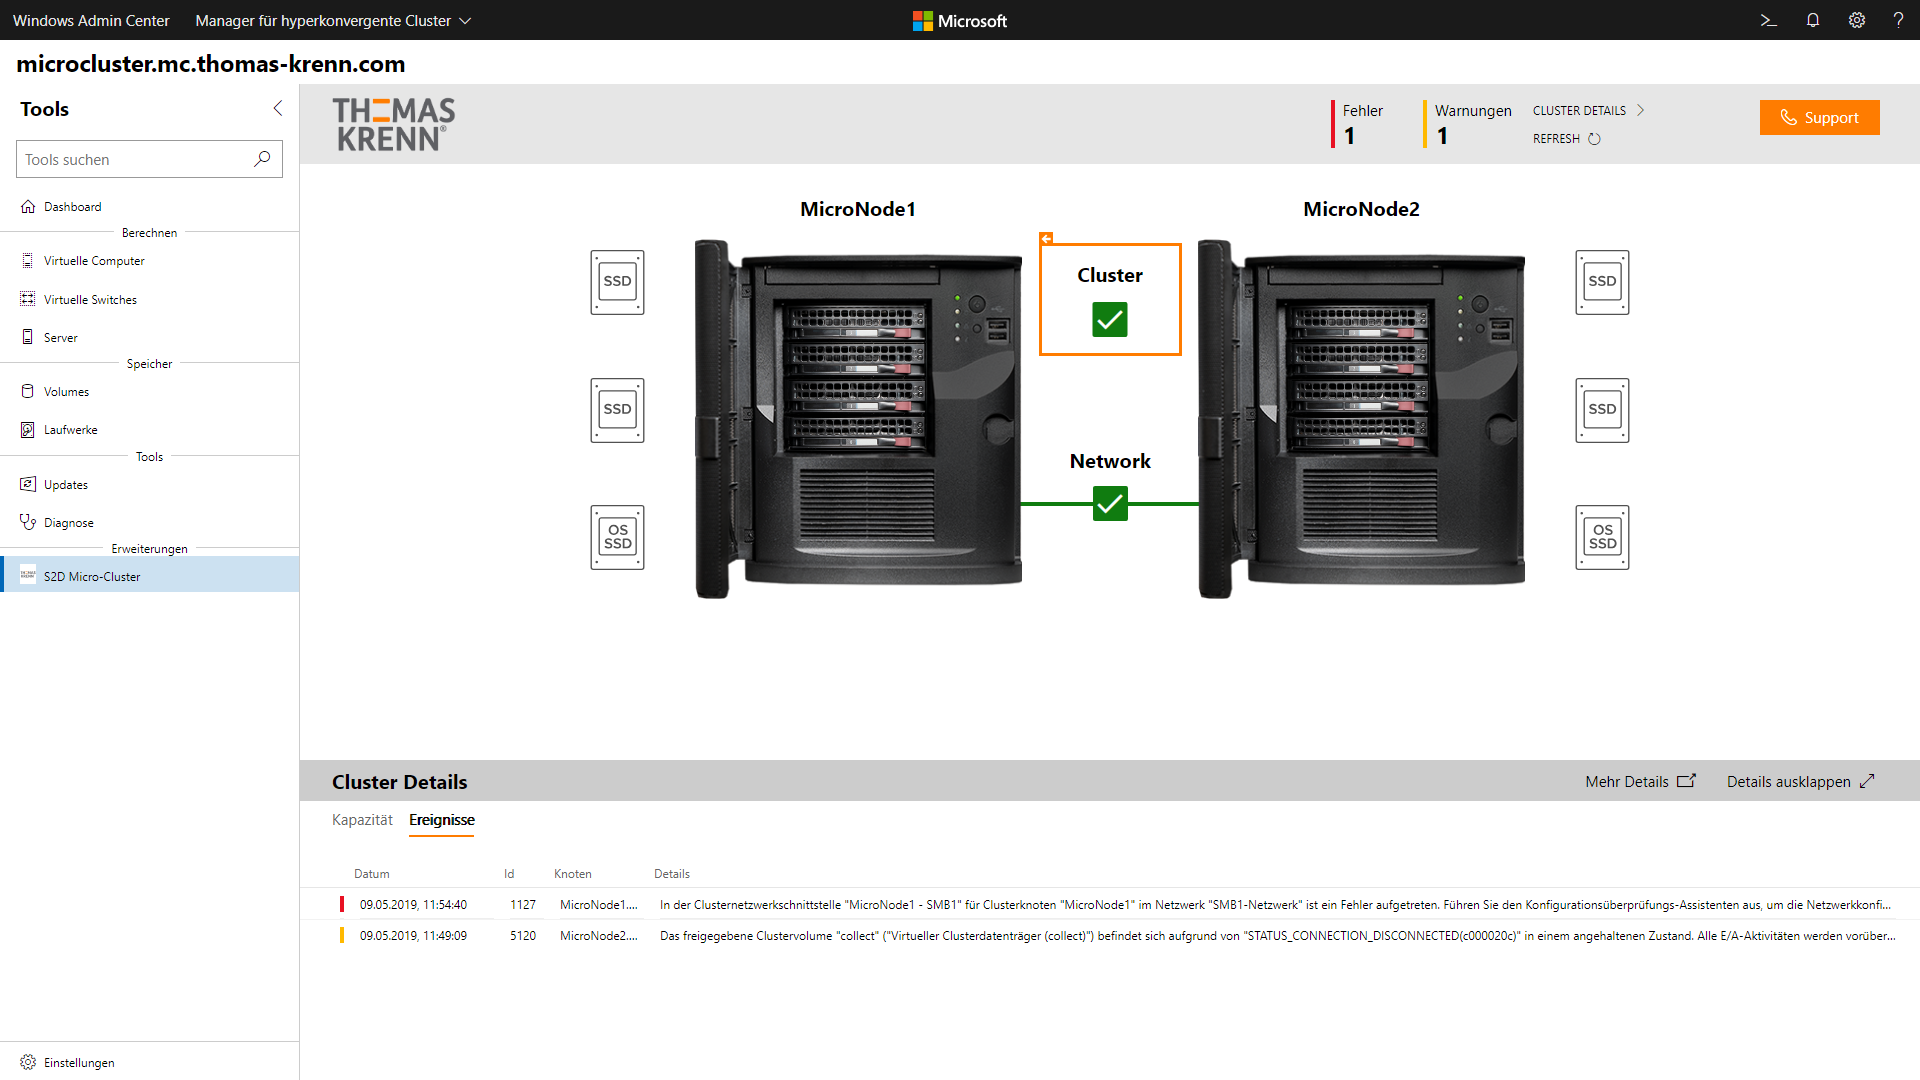 Windows Admin Center
Manager für hyperkonvergente Cluster
Microsoft
?
microcluster.mc.thomas-krenn.com
Tools
Tools suchen
Dashboard
Berechnen
Virtuelle Computer
Virtuelle Switches
Server
Speicher
Volumes
Laufwerke
Tools
Updates
Diagnose
Erweiterungen
S2D Micro-Cluster
Einstellungen
THOMAS
KRENN®
Fehler
1
Warnungen
1
CLUSTER DETAILS
REFRESH
Support
MicroNode1
MicroNode2
SSD
SSD
OS
SSD
Cluster
Network
SSD
SSD
OS
SSD
Cluster Details
Mehr Details
Details ausklappen
Kapazität
Ereignisse
Datum Id Knoten Details
09.05.2019, 11:54:40 1127 MicroNode1.... In der Clusternetzwerkschnittstelle "MicroNode1 - SMB1" für Clusterknoten "MicroNode1" im Netzwerk "SMB1-Netzwerk" ist ein Fehler aufgetreten. Führen Sie den Konfigurationsüberprüfungs-Assistenten aus, um die Netzwerkkonfi...
09.05.2019, 11:49:09 5120 MicroNode2.... Das freigegebene Clustervolume "collect" ("Virtueller Clusterdatenträger (collect)") befindet sich aufgrund von "STATUS_CONNECTION_DISCONNECTED(c000020c)" in einem angehaltenen Zustand. Alle E/A-Aktivitäten werden vorüber...